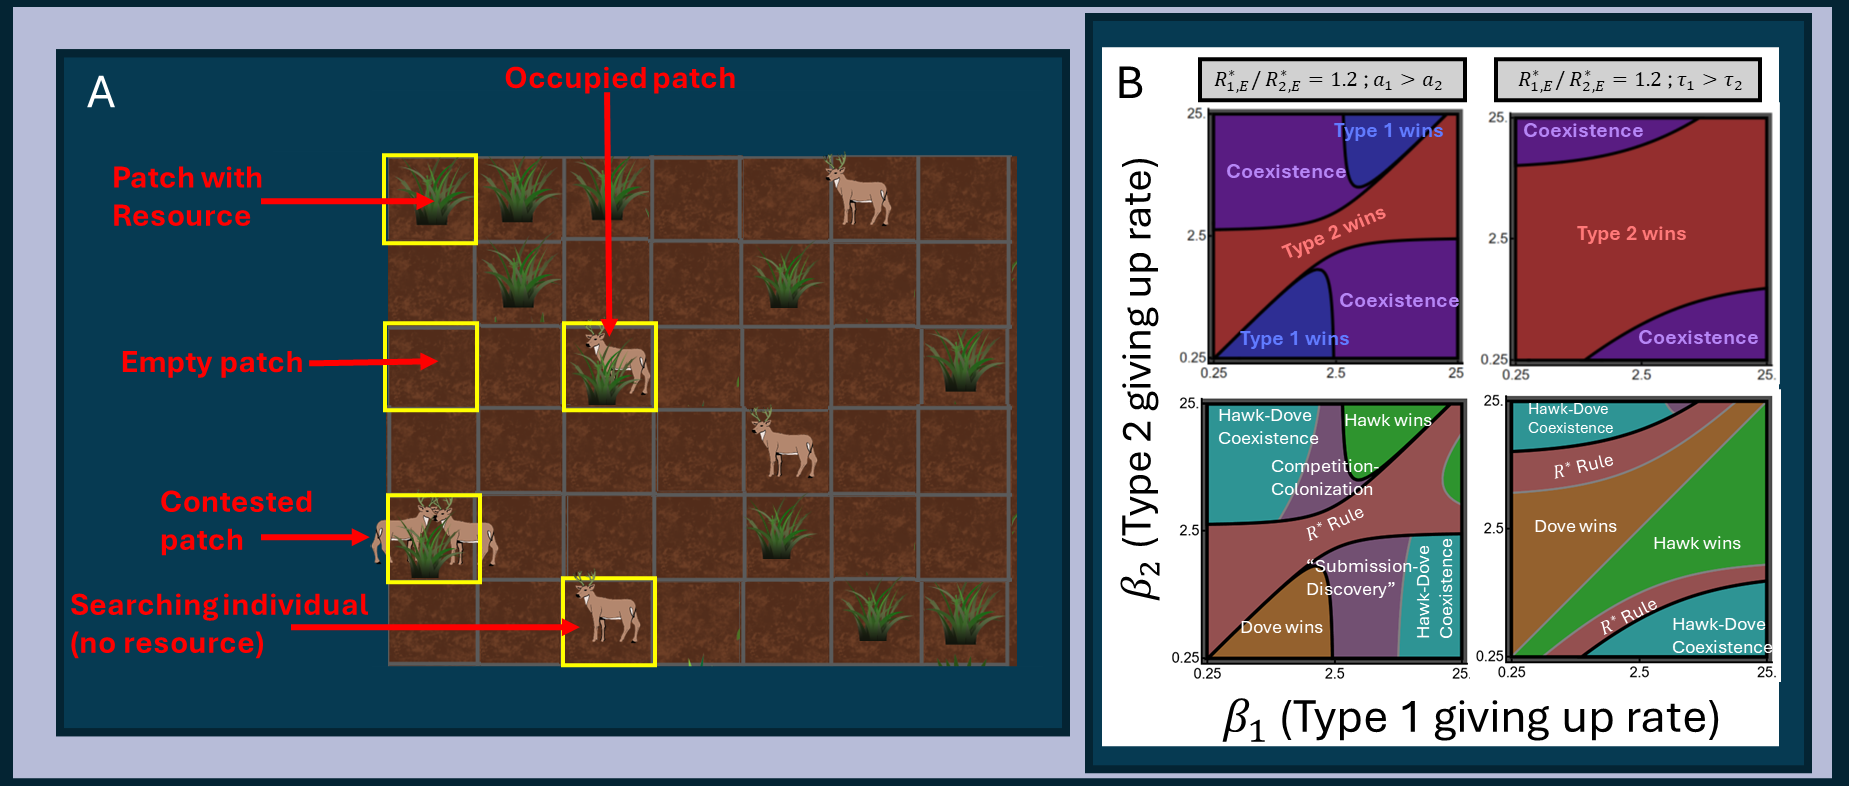 A
Occupied patch
Patch with
Resource
Empty patch
Contested
patch
Searching individual
(no resource)
B
R*₁,E / R*₂,E = 1.2 ; a₁ > a₂
R*₁,E / R*₂,E = 1.2 ; τ₁ > τ₂
β₂ (Type 2 giving up rate)
25.
2.5
0.25
0.25
2.5
25
Type 1 wins
Coexistence
Type 2 wins
Coexistence
Type 1 wins
25.
2.5
0.25
0.25
2.5
25.
Coexistence
Type 2 wins
Coexistence
25.
2.5
0.25
0.25
2.5
25.
Hawk-Dove
Coexistence
Hawk wins
Competition-
Colonization
R* Rule
“Submission-
Discovery”
Hawk-Dove
Coexistence
Dove wins
25.
2.5
0.25
0.25
2.5
25.
Hawk-Dove
Coexistence
R* Rule
Dove wins
Hawk wins
R* Rule
Hawk-Dove
Coexistence
β₁ (Type 1 giving up rate)